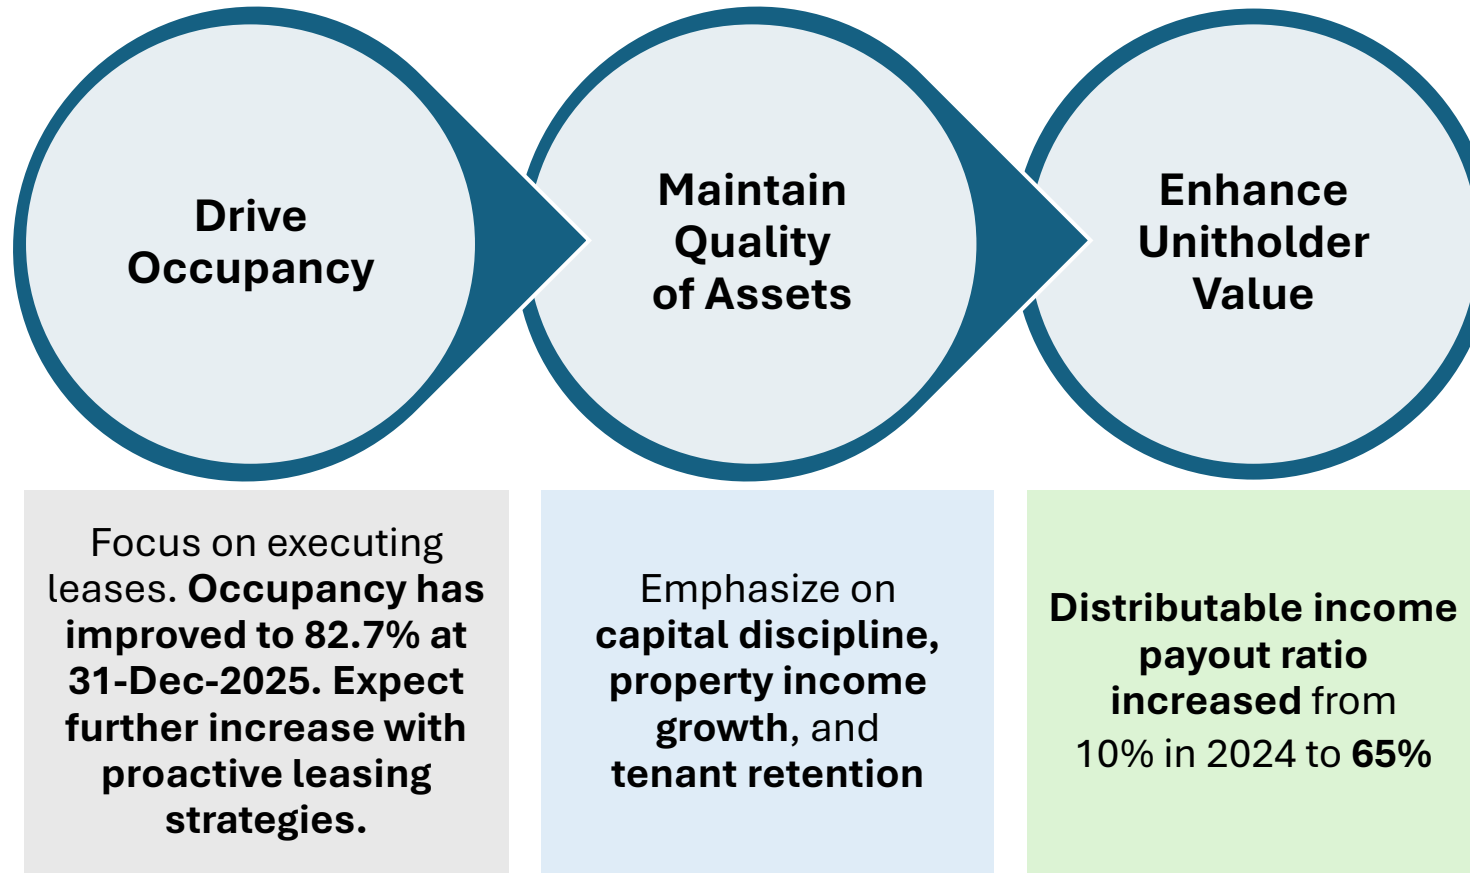 Drive
Occupancy
Maintain
Quality
of Assets
Enhance
Unitholder
Value
Focus on executing
leases. Occupancy has
improved to 82.7% at
31-Dec-2025. Expect
further increase with
proactive leasing
strategies.
Emphasize on
capital discipline,
property income
growth, and
tenant retention
Distributable income
payout ratio
increased from
10% in 2024 to 65%